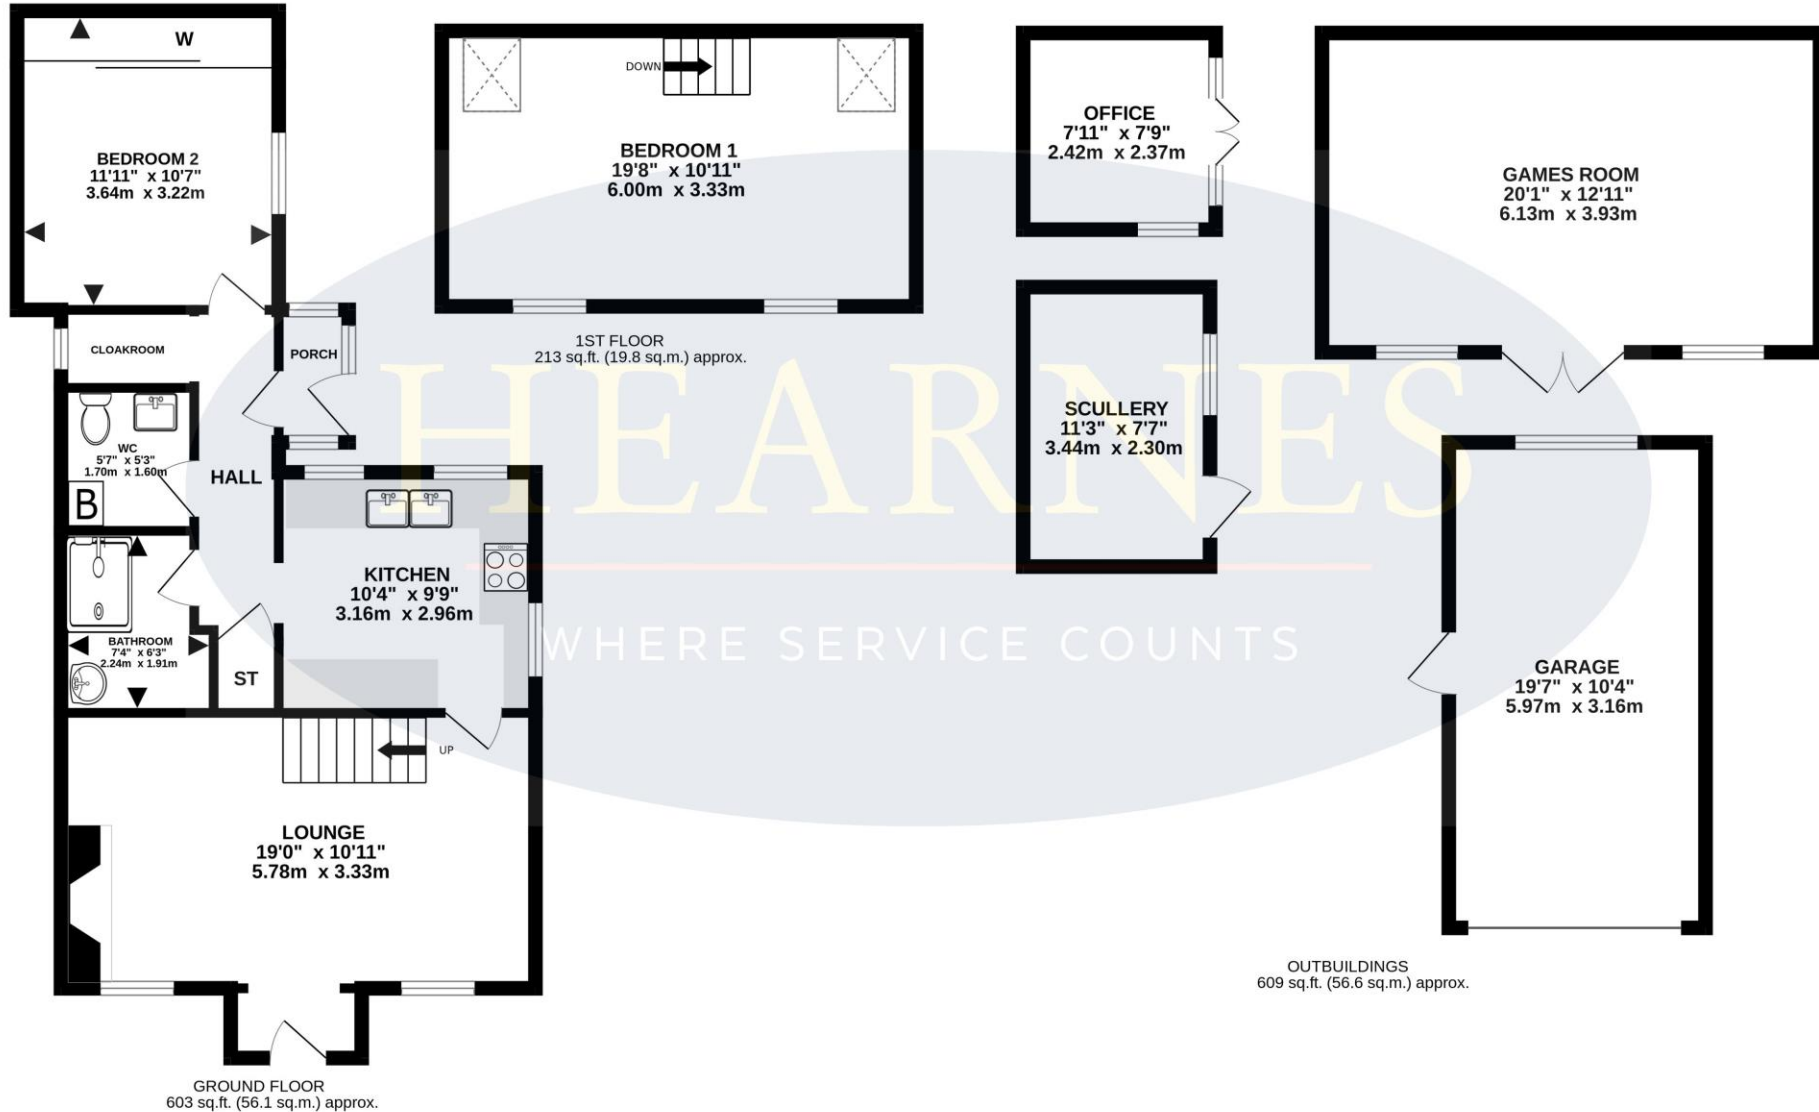 W
BEDROOM 2
11'11" x 10'7"
3.64m x 3.22m
CLOAKROOM
PORCH
WC
5'7" x 5'3"
1.70m x 1.60m
B
HALL
KITCHEN
10'4" x 9'9"
3.16m x 2.96m
BATHROOM
7'4" x 6'3"
2.24m x 1.91m
ST
UP
LOUNGE
19'0" x 10'11"
5.78m x 3.33m
GROUND FLOOR
603 sq.ft. (56.1 sq.m.) approx.
DOWN
BEDROOM 1
19'8" x 10'11"
6.00m x 3.33m
1ST FLOOR
213 sq.ft. (19.8 sq.m.) approx.
OFFICE
7'11" x 7'9"
2.42m x 2.37m
SCULLERY
11'3" x 7'7"
3.44m x 2.30m
GAMES ROOM
20'1" x 12'11"
6.13m x 3.93m
GARAGE
19'7" x 10'4"
5.97m x 3.16m
OUTBUILDINGS
609 sq.ft. (56.6 sq.m.) approx.
HEARNES
WHERE SERVICE COUNTS